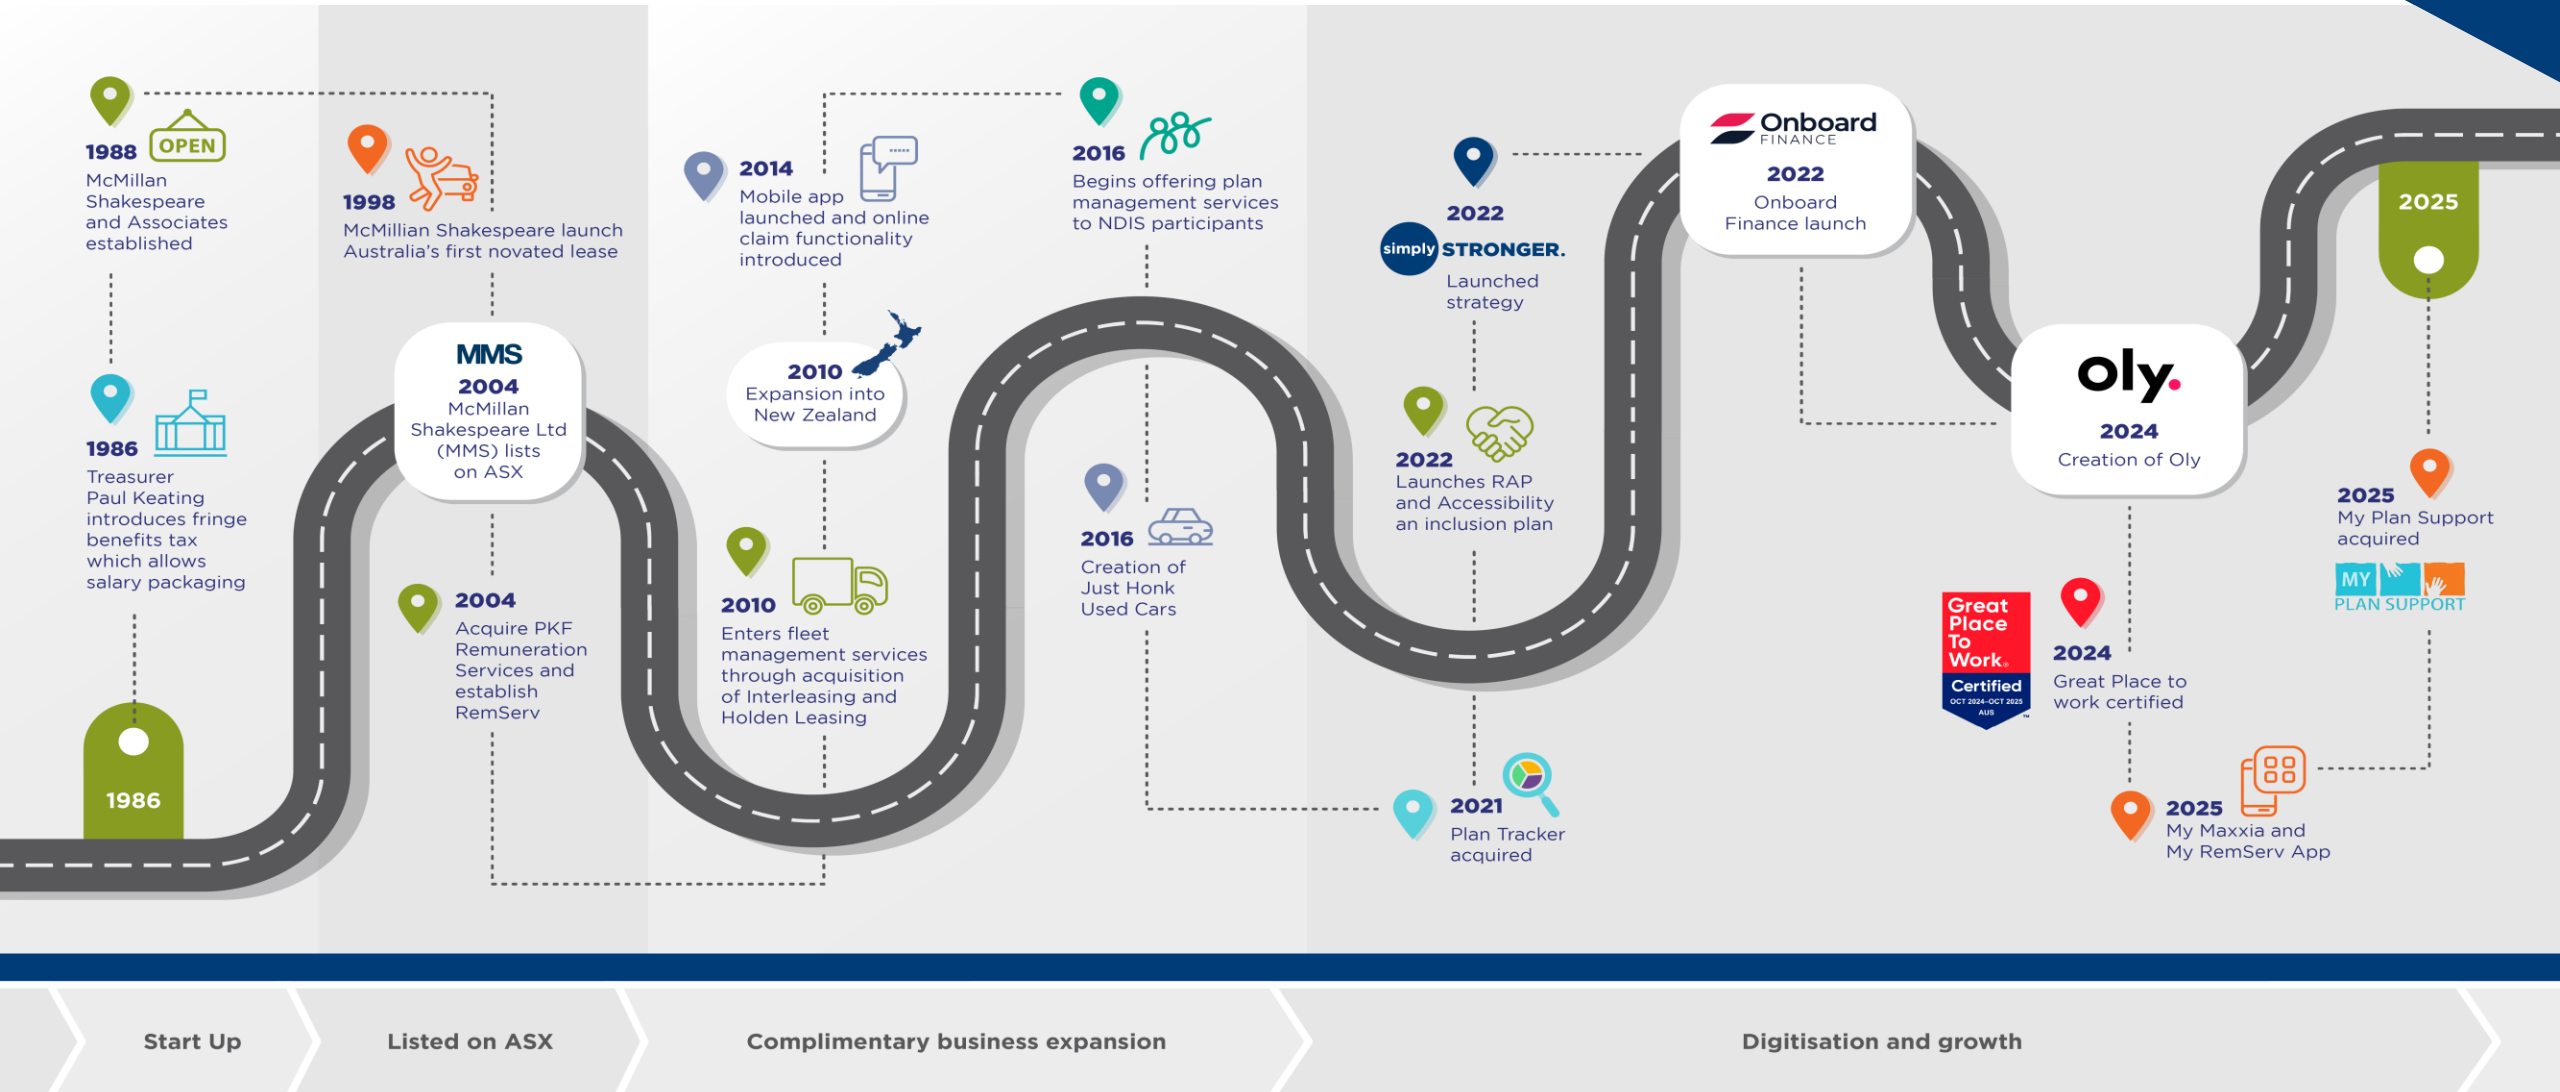 1986
1986
Treasurer
Paul Keating
introduces fringe
benefits tax
which allows
salary packaging
1988
OPEN
McMillan
Shakespeare
and Associates
established
1998
McMillian Shakespeare launch
Australia's first novated lease
MMS
2004
McMillan
Shakespeare Ltd
(MMS) lists
on ASX
2004
Acquire PKF
Remuneration
Services and
establish
RemServ
2010
Enters fleet
management services
through acquisition
of Interleasing and
Holden Leasing
2010
Expansion into
New Zealand
2014
Mobile app
launched and online
claim functionality
introduced
2016
Begins offering plan
management services
to NDIS participants
2016
Creation of
Just Honk
Used Cars
2021
Plan Tracker
acquired
2022
Launches RAP
and Accessibility
an inclusion plan
2022
simply STRONGER.
Launched
strategy
Onboard
FINANCE
2022
Onboard
Finance launch
oly.
2024
Creation of Oly
Great
Place
To
Work®
Certified
OCT 2024–OCT 2025
AUS
™
2024
Great Place to
work certified
2025
My Maxxia and
My RemServ App
2025
My Plan Support
acquired
MY
PLAN SUPPORT
2025
Start Up
Listed on ASX
Complimentary business expansion
Digitisation and growth